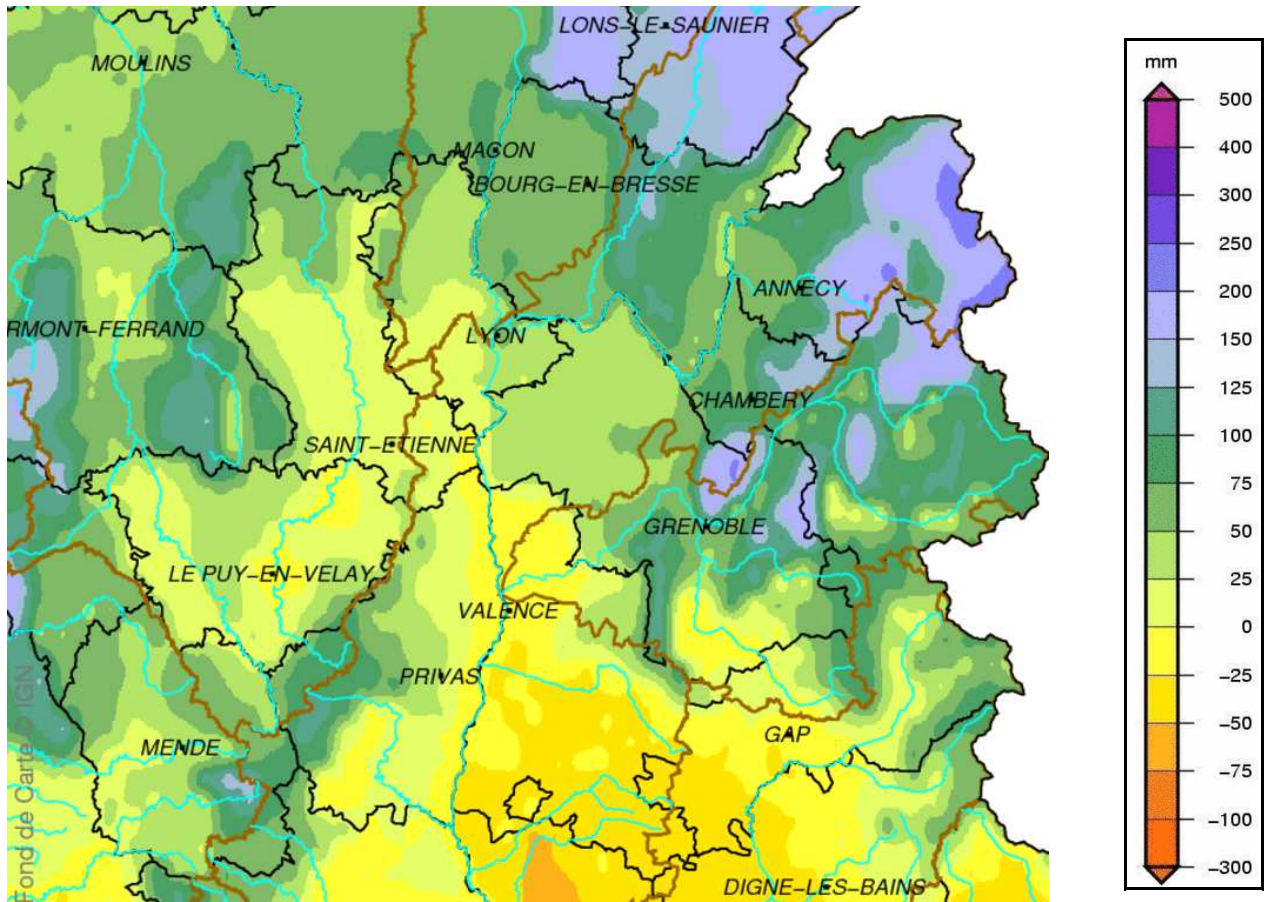 LONS-LE-SAUNIER
MOULINS
MACON
BOURG-EN-BRESSE
ANNECY
RMONT-FERRAND
LYON
CHAMBERY
SAINT-ETIENNE
GRENOBLE
LE PUY-EN-VELAY
VALENCE
PRIVAS
GAP
MENDE
DIGNE-LES-BAINS
Fond de Carte IGN
mm
500
400
300
250
200
150
125
100
75
50
25
0
-25
-50
-75
-100
-300